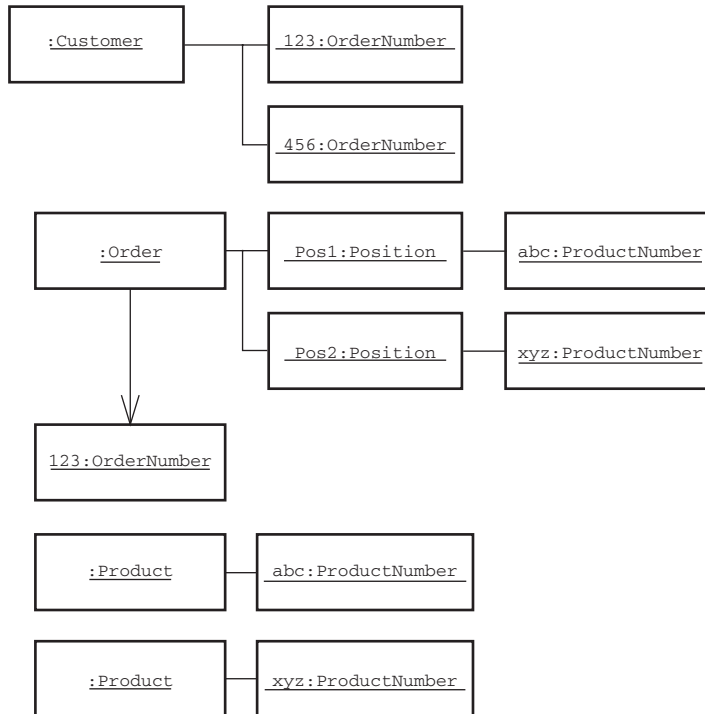 :Customer
123:OrderNumber
456:OrderNumber
:Order
Pos1:Position
abc:ProductNumber
Pos2:Position
xyz:ProductNumber
123:OrderNumber
:Product
abc:ProductNumber
:Product
xyz:ProductNumber